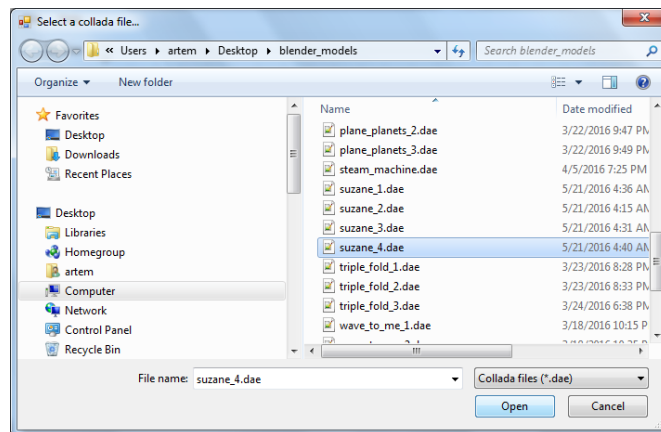 Select a collada file...
« Users ▸ artem ▸ Desktop ▸ blender_models
Search blender_models
Organize
New folder
Favorites
Desktop
Downloads
Recent Places
Desktop
Libraries
Homegroup
artem
Computer
Network
Control Panel
Recycle Bin
Name Date modified
plane_planets_2.dae 3/22/2016 9:47 PM
plane_planets_3.dae 3/22/2016 9:49 PM
steam_machine.dae 4/5/2016 7:25 PM
suzane_1.dae 5/21/2016 4:36 AM
suzane_2.dae 5/21/2016 4:15 AM
suzane_3.dae 5/21/2016 4:31 AM
suzane_4.dae 5/21/2016 4:40 AM
triple_fold_1.dae 3/23/2016 8:28 PM
triple_fold_2.dae 3/23/2016 8:33 PM
triple_fold_3.dae 3/24/2016 6:38 PM
wave_to_me_1.dae 3/18/2016 10:15 P
File name: suzane_4.dae
Collada files (*.dae)
Open
Cancel